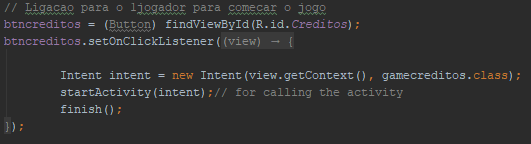 // Ligacao para o 1jogador para comecar o jogo
btncreditos = (Button) findViewById(R.id.Creditos);
btncreditos.setOnClickListener((view) → {
Intent intent = new Intent(view.getContext(), gamecreditos.class);
startActivity(intent);// for calling the activity
finish();
});